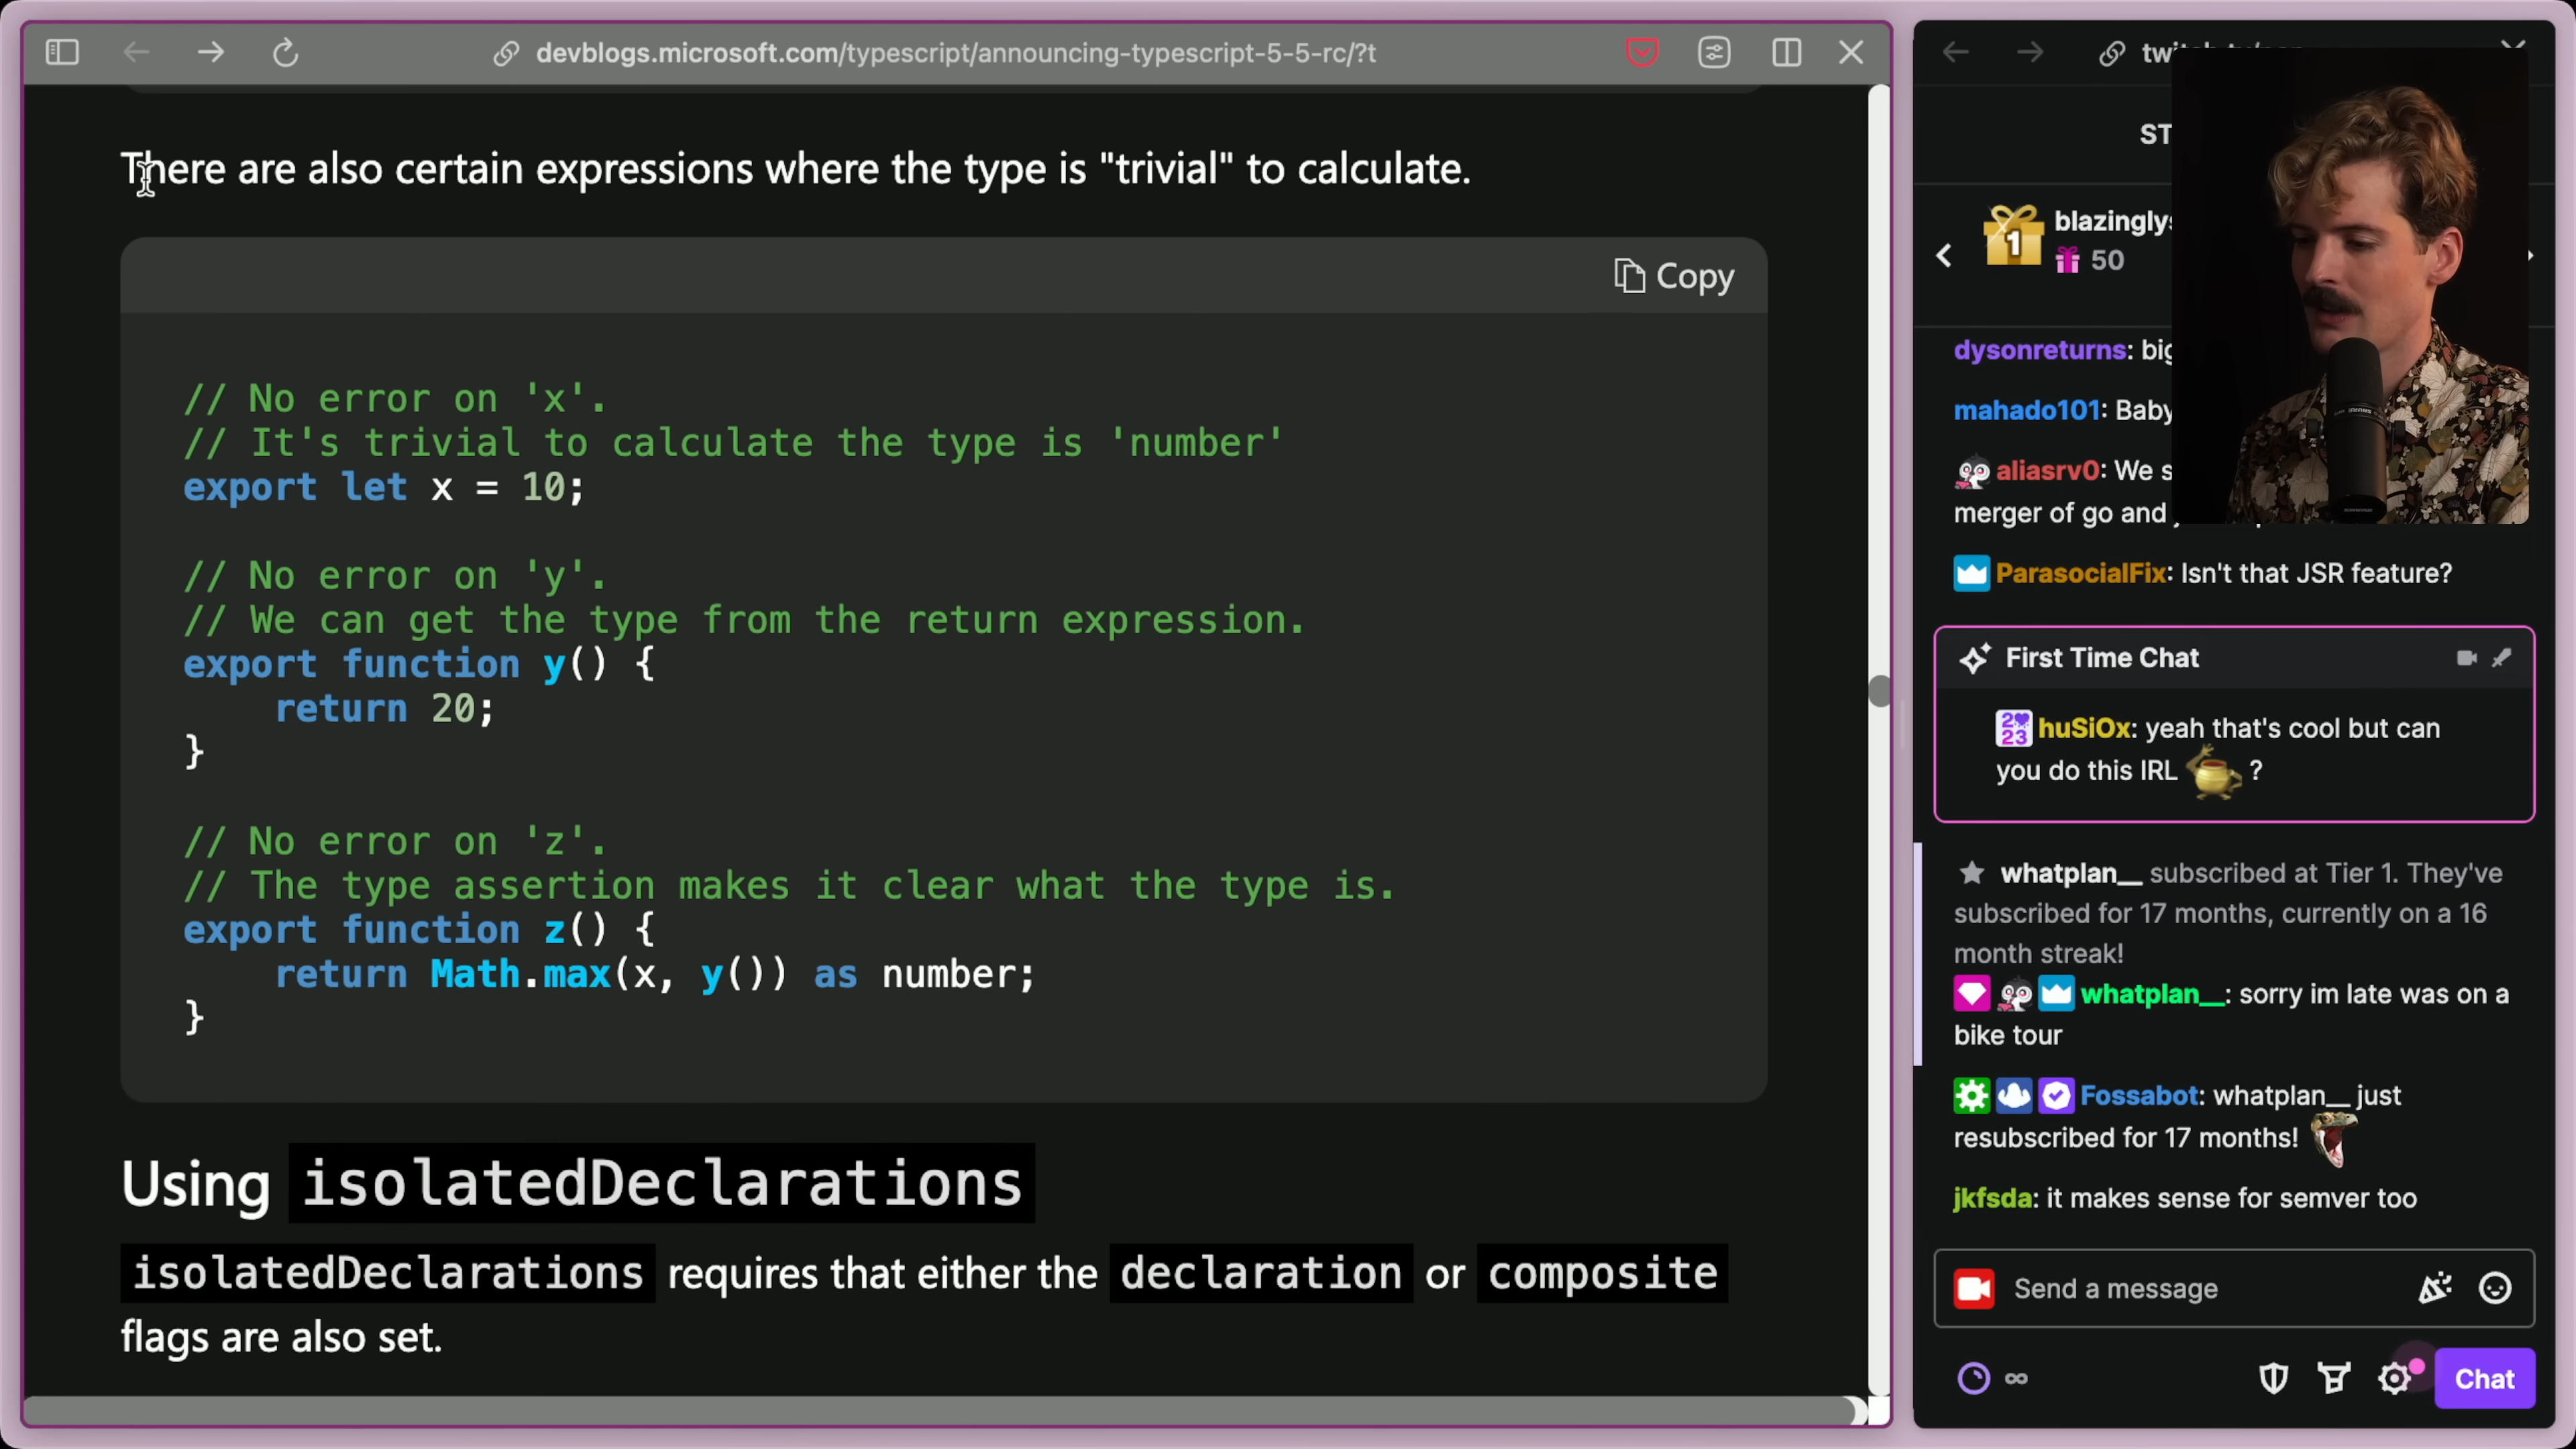 devblogs.microsoft.com/typescript/announcing-typescript-5-5-rc/?t
There are also certain expressions where the type is "trivial" to calculate.
Copy
// No error on 'x'.
// It's trivial to calculate the type is 'number'
export let x = 10;
// No error on 'y'.
// We can get the type from the return expression.
export function y() {
return 20;
}
// No error on 'z'.
// The type assertion makes it clear what the type is.
export function z() {
return Math.max(x, y()) as number;
}
Using isolatedDeclarations
isolatedDeclarations requires that either the declaration or composite
flags are also set.
ST
1
50
dysonreturns: big
mahado101: Baby
aliasrv0: We s
merger of go and
ParasocialFix: Isn't that JSR feature?
First Time Chat
2 23 huSiOx: yeah that's cool but can
you do this IRL ?
whatplan__ subscribed at Tier 1. They've
subscribed for 17 months, currently on a 16
month streak!
whatplan__: sorry im late was on a
bike tour
Fossabot: whatplan__ just
resubscribed for 17 months!
jkfsda: it makes sense for semver too
Send a message
∞
Chat